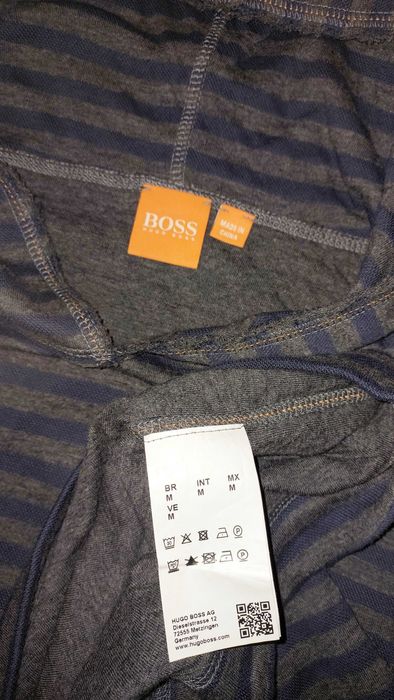 BOSS
HUGO BOSS
MADE IN
CHINA
BR INT MX
M M M
VE
M
HUGO BOSS AG
Dieselstrasse 12
72555 Metzingen
Germany
www.hugoboss.com